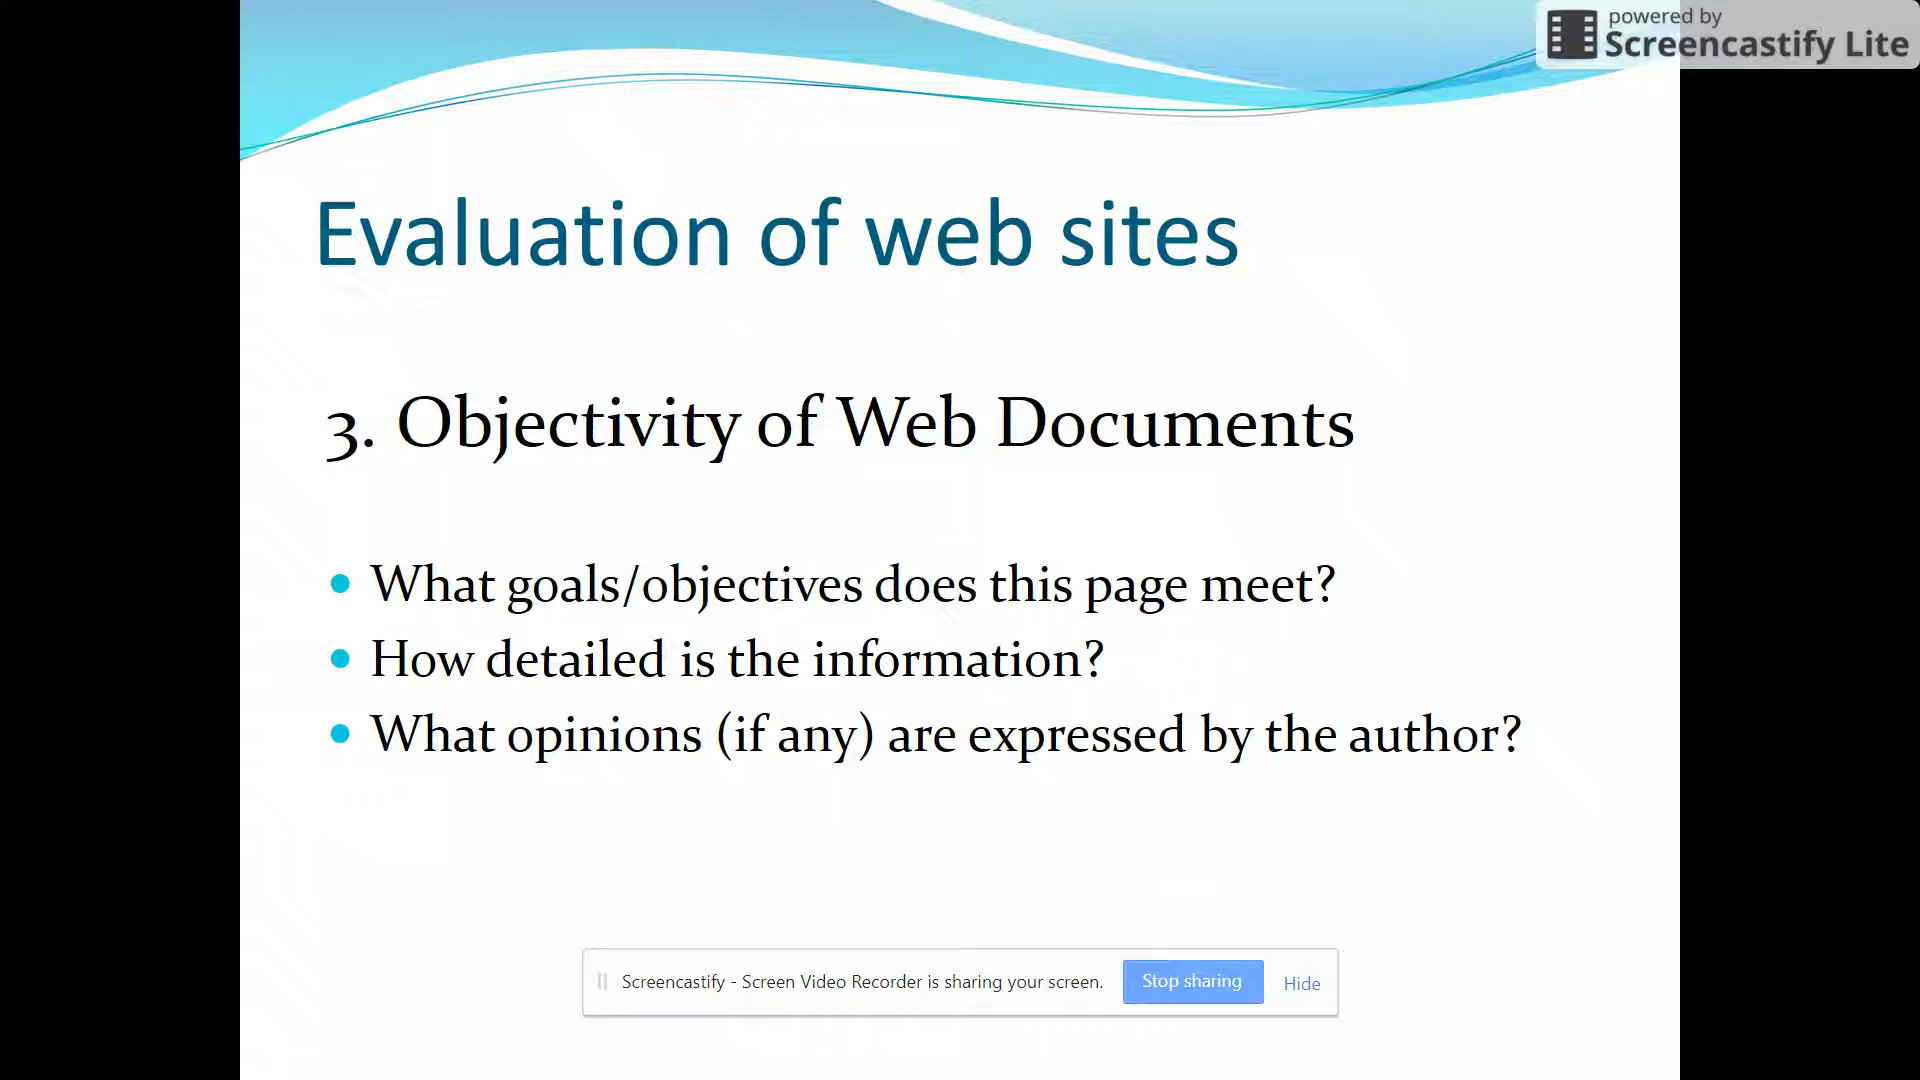 powered by
Screencastify Lite
Evaluation of web sites
3. Objectivity of Web Documents
• What goals/objectives does this page meet?
• How detailed is the information?
• What opinions (if any) are expressed by the author?
Screencastify - Screen Video Recorder is sharing your screen. Stop sharing Hide